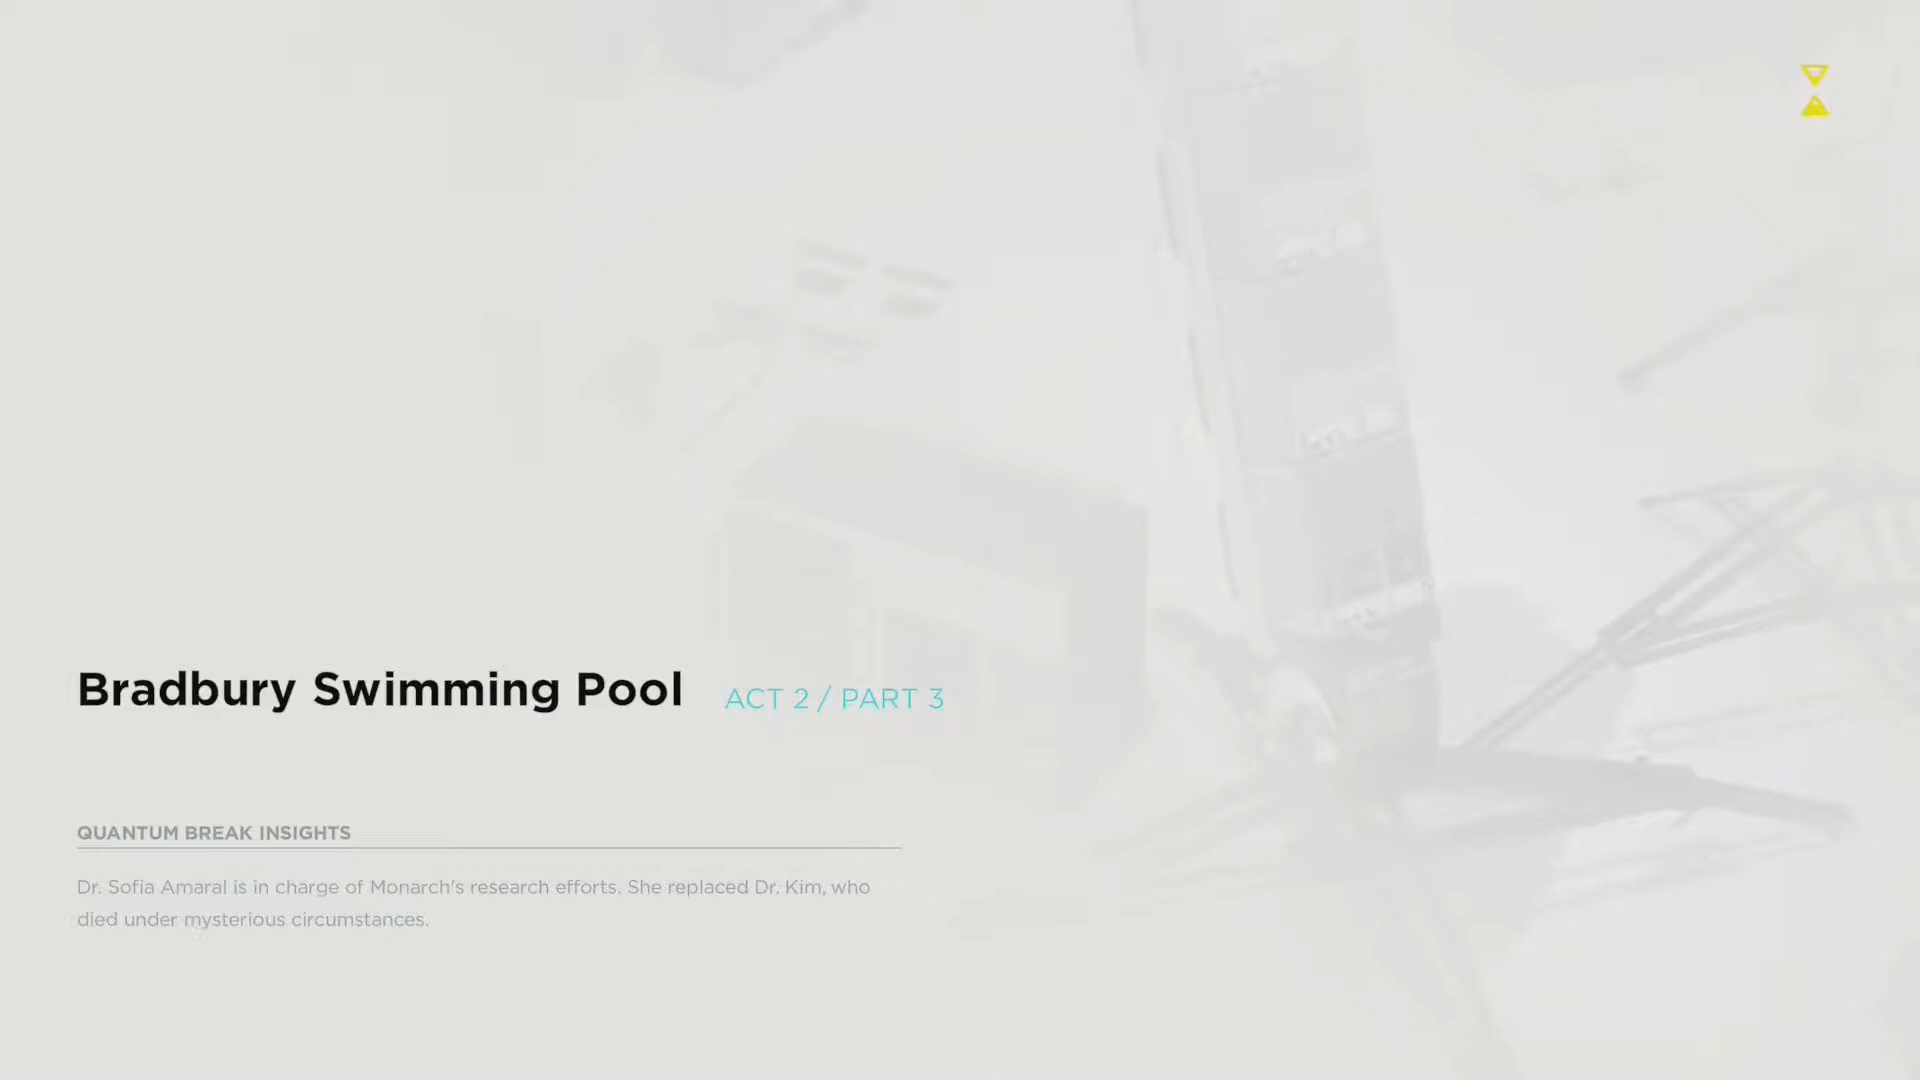 Bradbury Swimming Pool ACT 2 / PART 3
QUANTUM BREAK INSIGHTS
Dr. Sofia Amaral is in charge of Monarch's research efforts. She replaced Dr. Kim, who
died under mysterious circumstances.